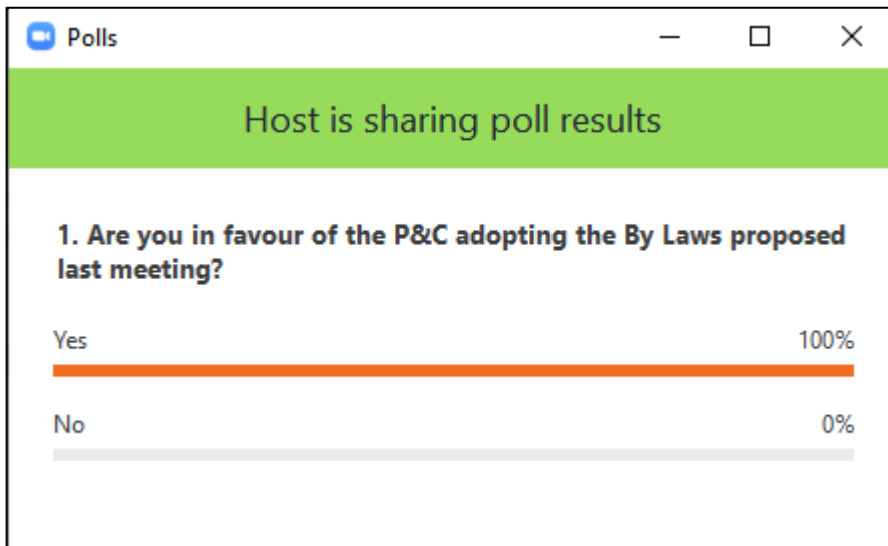 Polls
Host is sharing poll results
1. Are you in favour of the P&C adopting the By Laws proposed
last meeting?
Yes 100%
No 0%